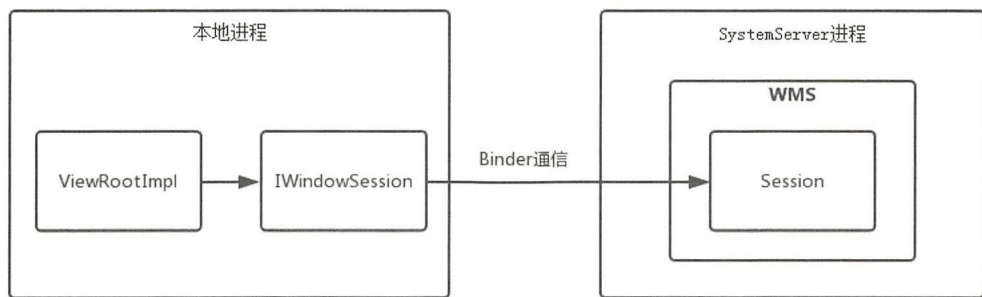 本地进程
SystemServer进程
WMS
ViewRootImpl
IWindowSession
Binder通信
Session